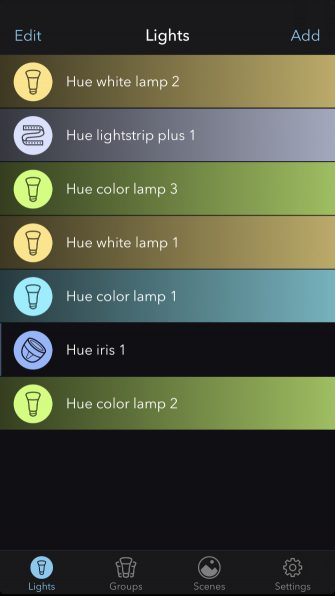 Edit Lights Add
Hue white lamp 2
Hue lightstrip plus 1
Hue color lamp 3
Hue white lamp 1
Hue color lamp 1
Hue iris 1
Hue color lamp 2
Lights Groups Scenes Settings